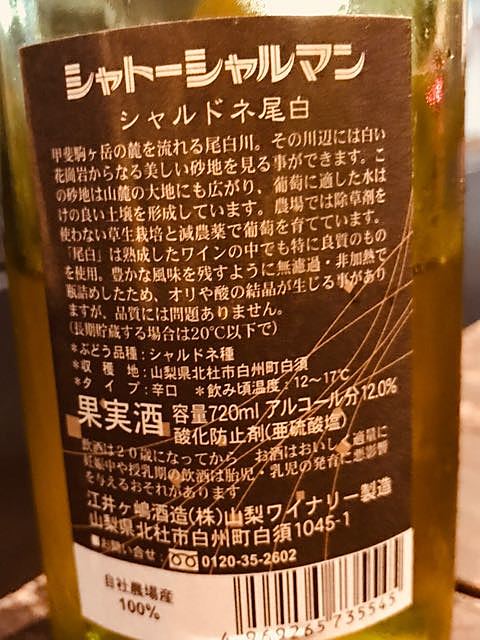 シャトーシャルマン
シャルドネ尾白
甲斐駒ヶ岳の麓を流れる尾白川。その川辺には白い
花崗岩からなる美しい砂地を見る事ができます。こ
の砂地は山麓の大地にも広がり、葡萄に適した水は
けの良い土壌を形成しています。農場では除草剤を
使わない草生栽培と減農薬で葡萄を育てています。
「尾白」は熟成したワインの中でも特に良質のもの
を使用。豊かな風味を残すように無濾過・非加熱で
瓶詰めしたため、オリや酸の結晶が生じる事があり
ますが、品質には問題ありません。
(長期貯蔵する場合は20℃以下で)
*ぶどう品種:シャルドネ種
*収穫地:山梨県北杜市白州町白須
*タイプ:辛口 *飲み頃温度:12〜17℃
果実酒 容量720ml アルコール分12.0%
酸化防止剤(亜硫酸塩)
飲酒は20歳になってから お酒はおいしく適量に
妊娠中や授乳期の飲酒は胎児・乳児の発育に悪影響
を与えるおそれがあります
江井ヶ嶋酒造(株)山梨ワイナリー製造
山梨県北杜市白州町白須1045-1
■お問い合せ: 0120-35-2602
自社農場産
100%
4 962265 735545